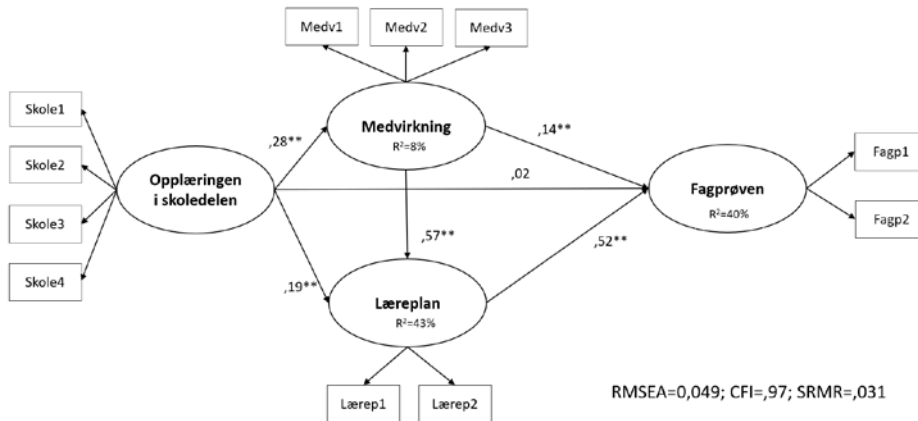 Medv1
Medv2
Medv3
Skole1
Skole2
Skole3
Skole4
Opplæringen
i skoledelen
Medvirkning
R²=8%
,28**
,14**
,02
,57**
,19**
,52**
Læreplan
R²=43%
Lærep1
Lærep2
Fagprøven
R²=40%
Fagp1
Fagp2
RMSEA=0,049; CFI=,97; SRMR=,031